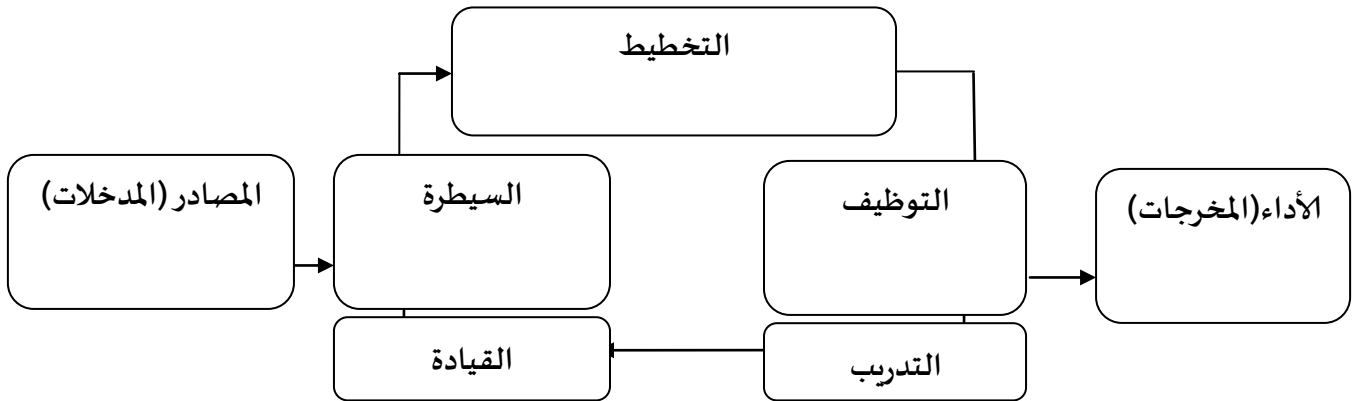 التخطيط
المصادر (المدخلات)
السيطرة
التوظيف
الأداء(المخرجات)
القيادة
التدريب